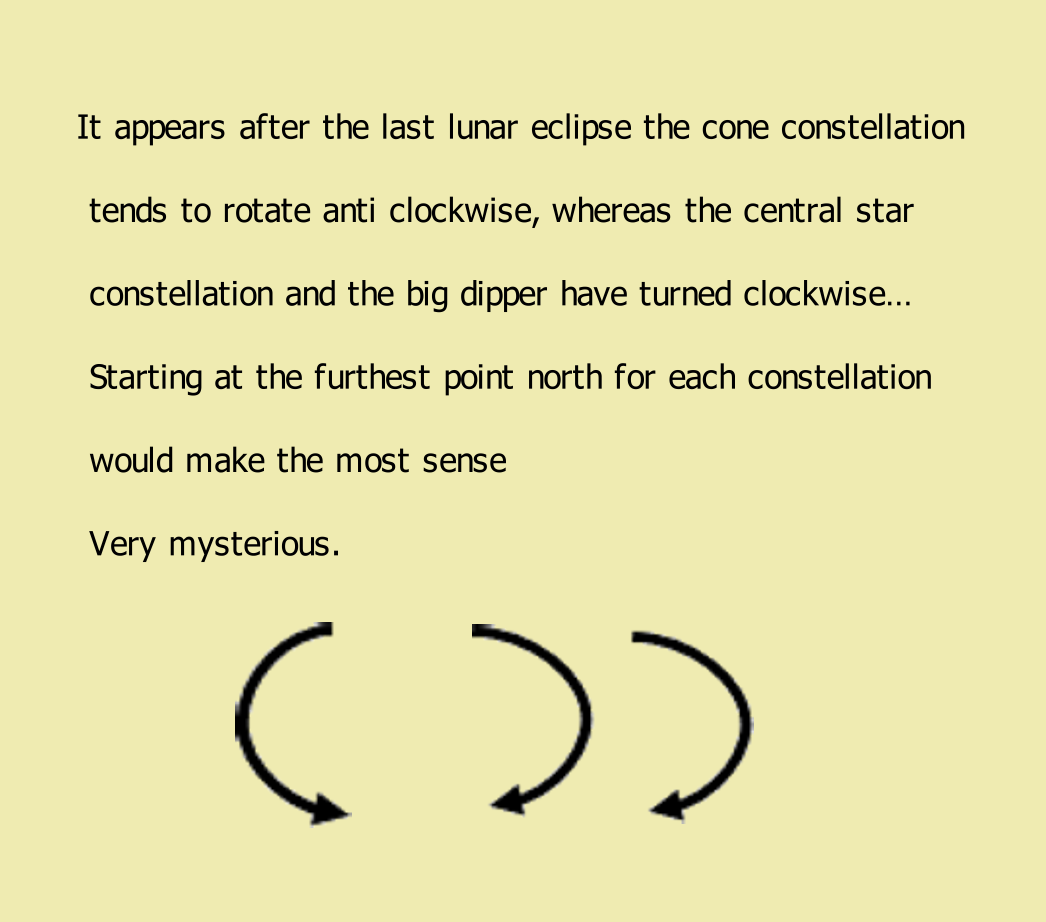 It appears after the last lunar eclipse the cone constellation
tends to rotate anti clockwise, whereas the central star
constellation and the big dipper have turned clockwise...
Starting at the furthest point north for each constellation
would make the most sense
Very mysterious.